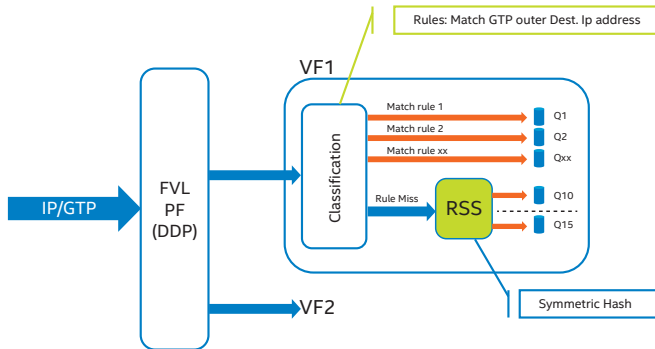 Rules: Match GTP outer Dest. Ip address
VF1
Match rule 1
Q1
Match rule 2
Q2
Match rule xx
Qxx
Classification
FVL
PF
(DDP)
IP/GTP
Rule Miss
RSS
Q10
Q15
VF2
Symmetric Hash